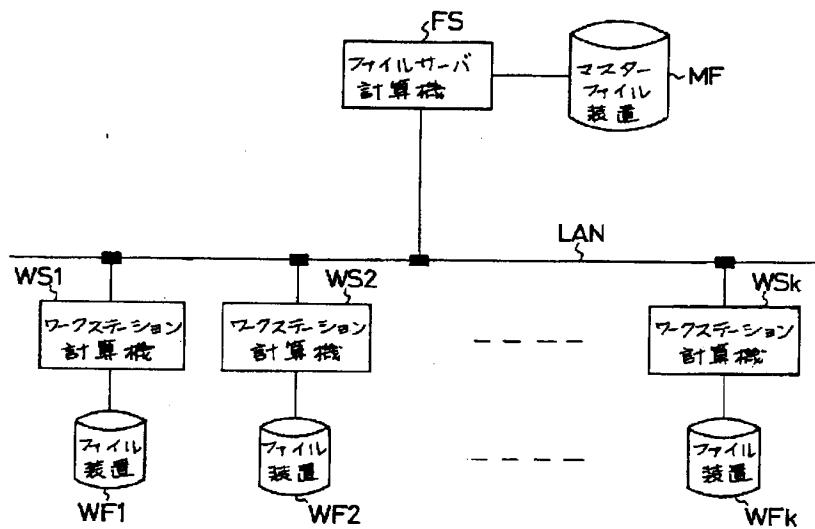 FS
ファイルサーバ
計算機
マスター
ファイル
装置
MF
LAN
WS1
ワークステーション
計算機
WS2
ワークステーション
計算機
WSk
ワークステーション
計算機
ファイル
装置
WF1
ファイル
装置
WF2
ファイル
装置
WFk